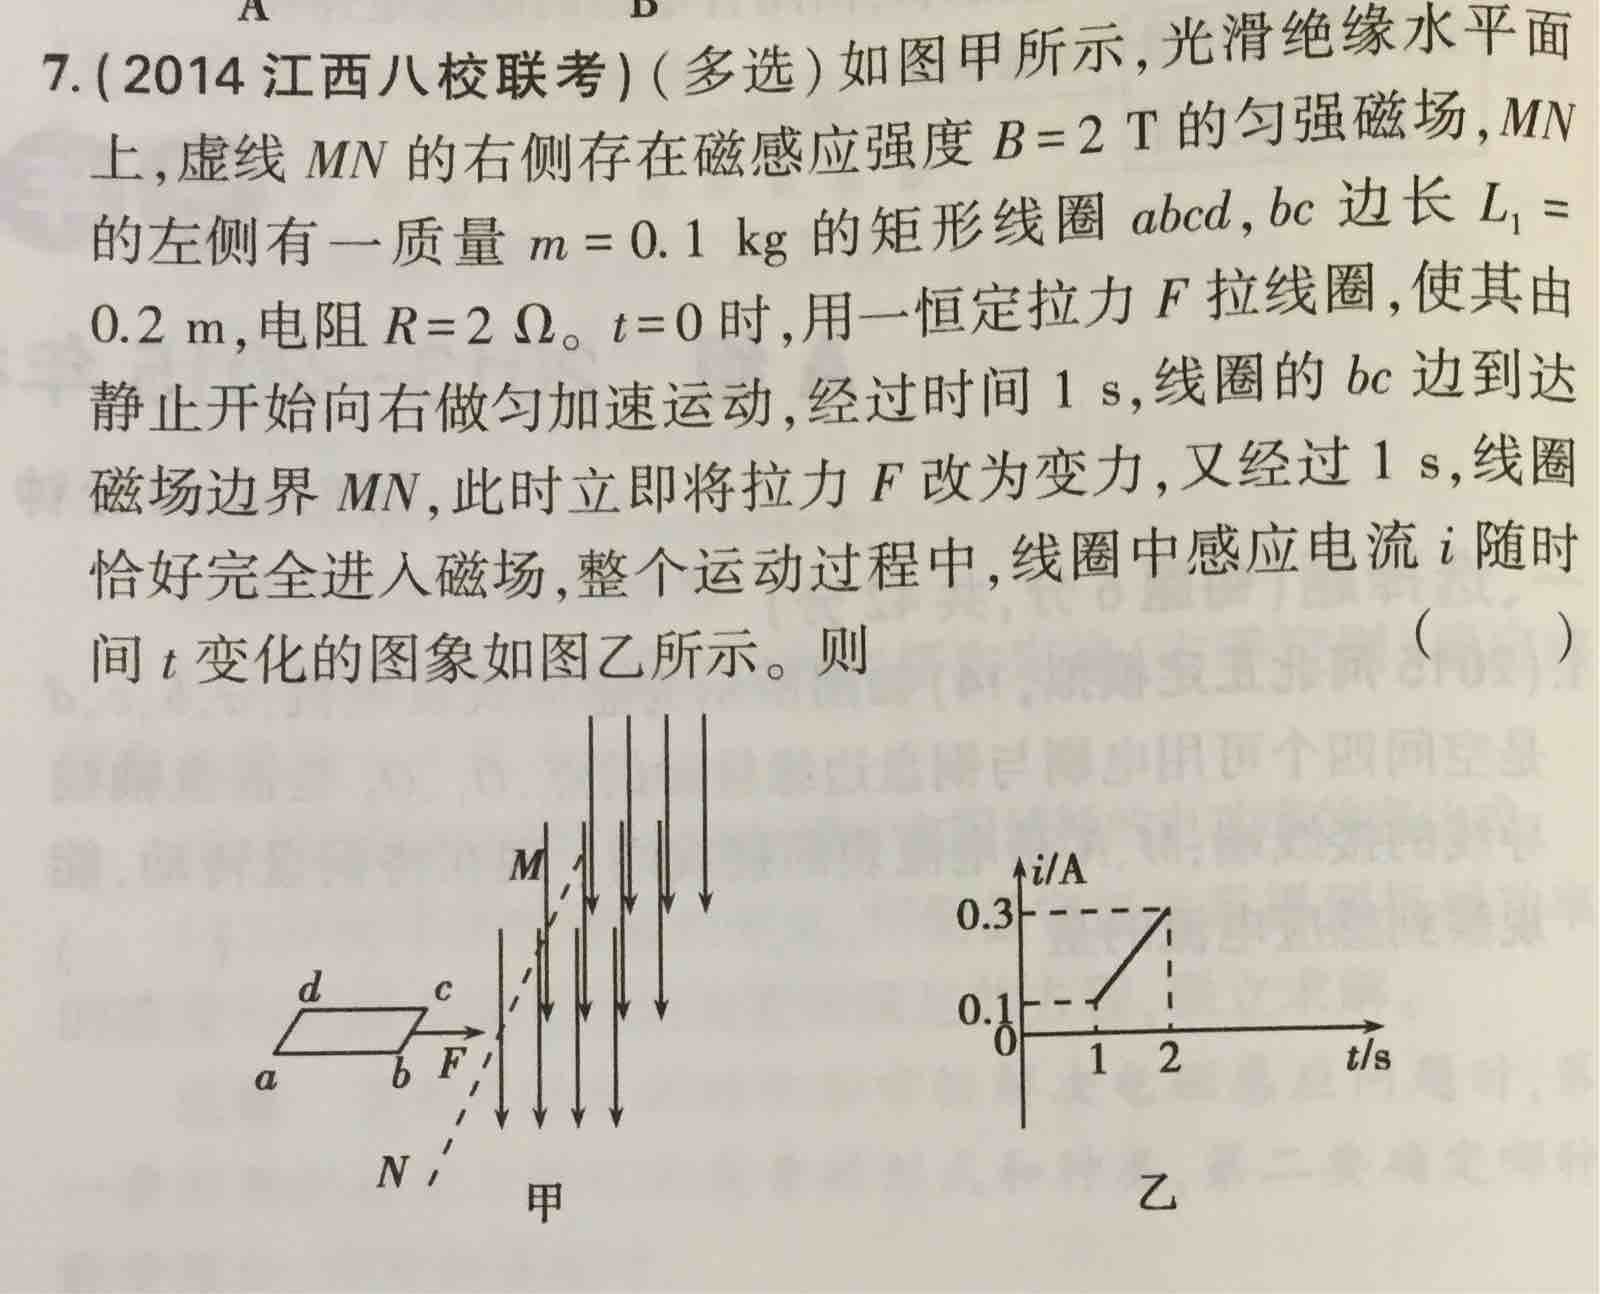 A B
7.(2014江西八校联考)(多选)如图甲所示,光滑绝缘水平面
上,虚线 MN 的右侧存在磁感应强度 B=2 T 的匀强磁场,MN
的左侧有一质量 m=0.1 kg 的矩形线圈 abcd,bc 边长 L₁=
0.2 m,电阻 R=2 Ω。t=0时,用一恒定拉力 F 拉线圈,使其由
静止开始向右做匀加速运动,经过时间 1 s,线圈的 bc 边到达
磁场边界 MN,此时立即将拉力 F 改为变力,又经过 1 s,线圈
恰好完全进入磁场,整个运动过程中,线圈中感应电流 i 随时
间 t 变化的图象如图乙所示。则 ( )
M
d c
a b F
N
甲
i/A
0.3
0.1
0 1 2 t/s
乙